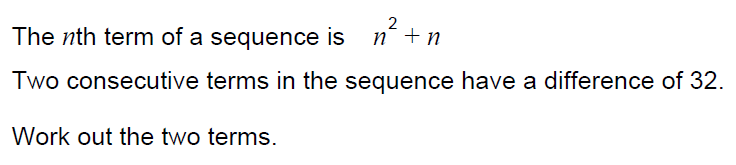 The nth term of a sequence is n² + n
Two consecutive terms in the sequence have a difference of 32.
Work out the two terms.